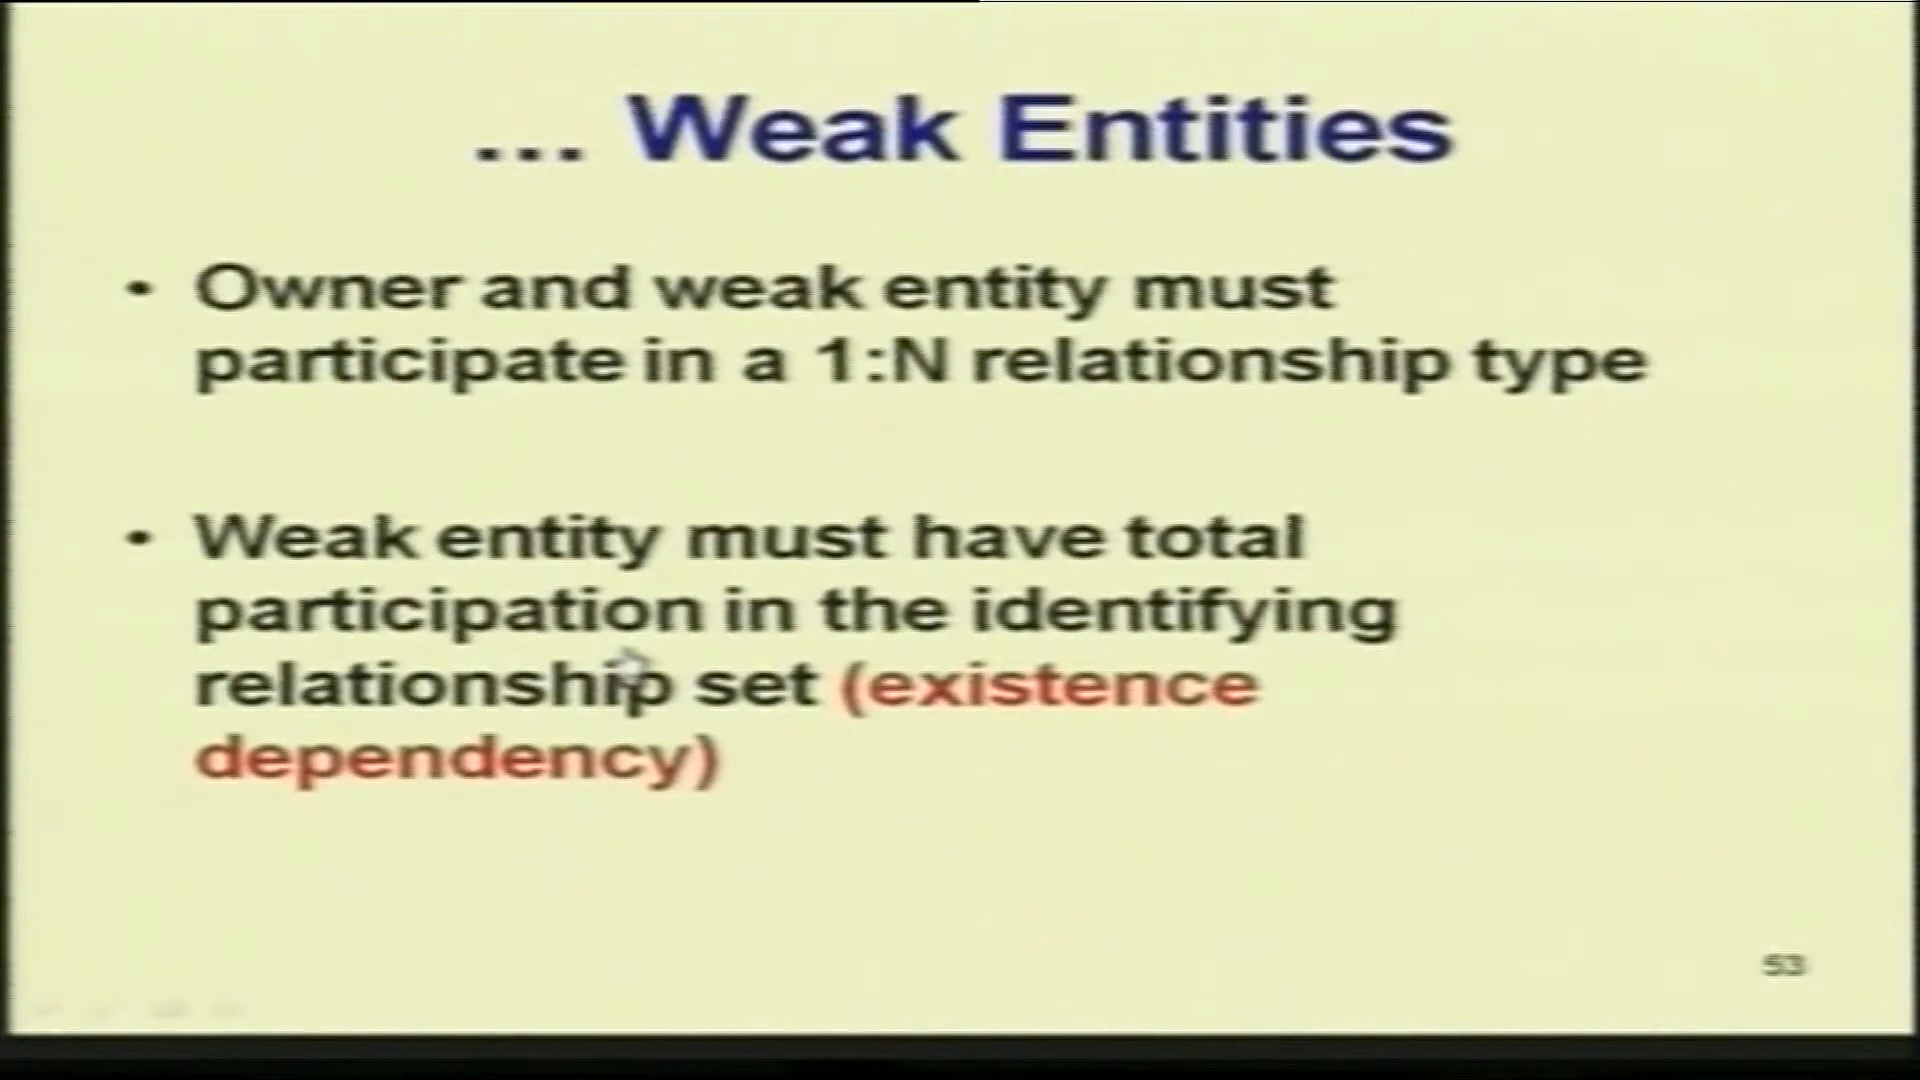 ... Weak Entities
• Owner and weak entity must
participate in a 1:N relationship type
• Weak entity must have total
participation in the identifying
relationship set (existence
dependency)
53